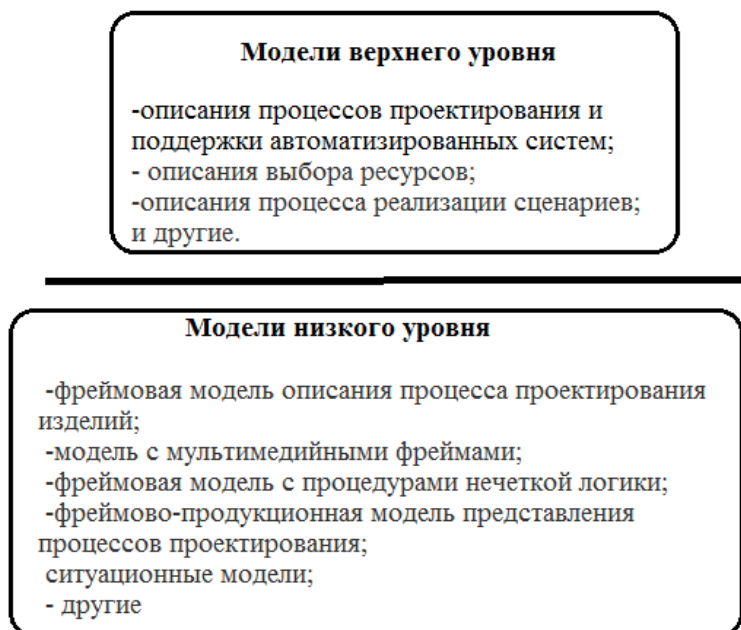 Модели верхнего уровня
-описания процессов проектирования и
поддержки автоматизированных систем;
- описания выбора ресурсов;
-описания процесса реализации сценариев;
и другие.
Модели низкого уровня
-фреймовая модель описания процесса проектирования
изделий;
-модель с мультимедийными фреймами;
-фреймовая модель с процедурами нечеткой логики;
-фреймово-продукционная модель представления
процессов проектирования;
ситуационные модели;
- другие